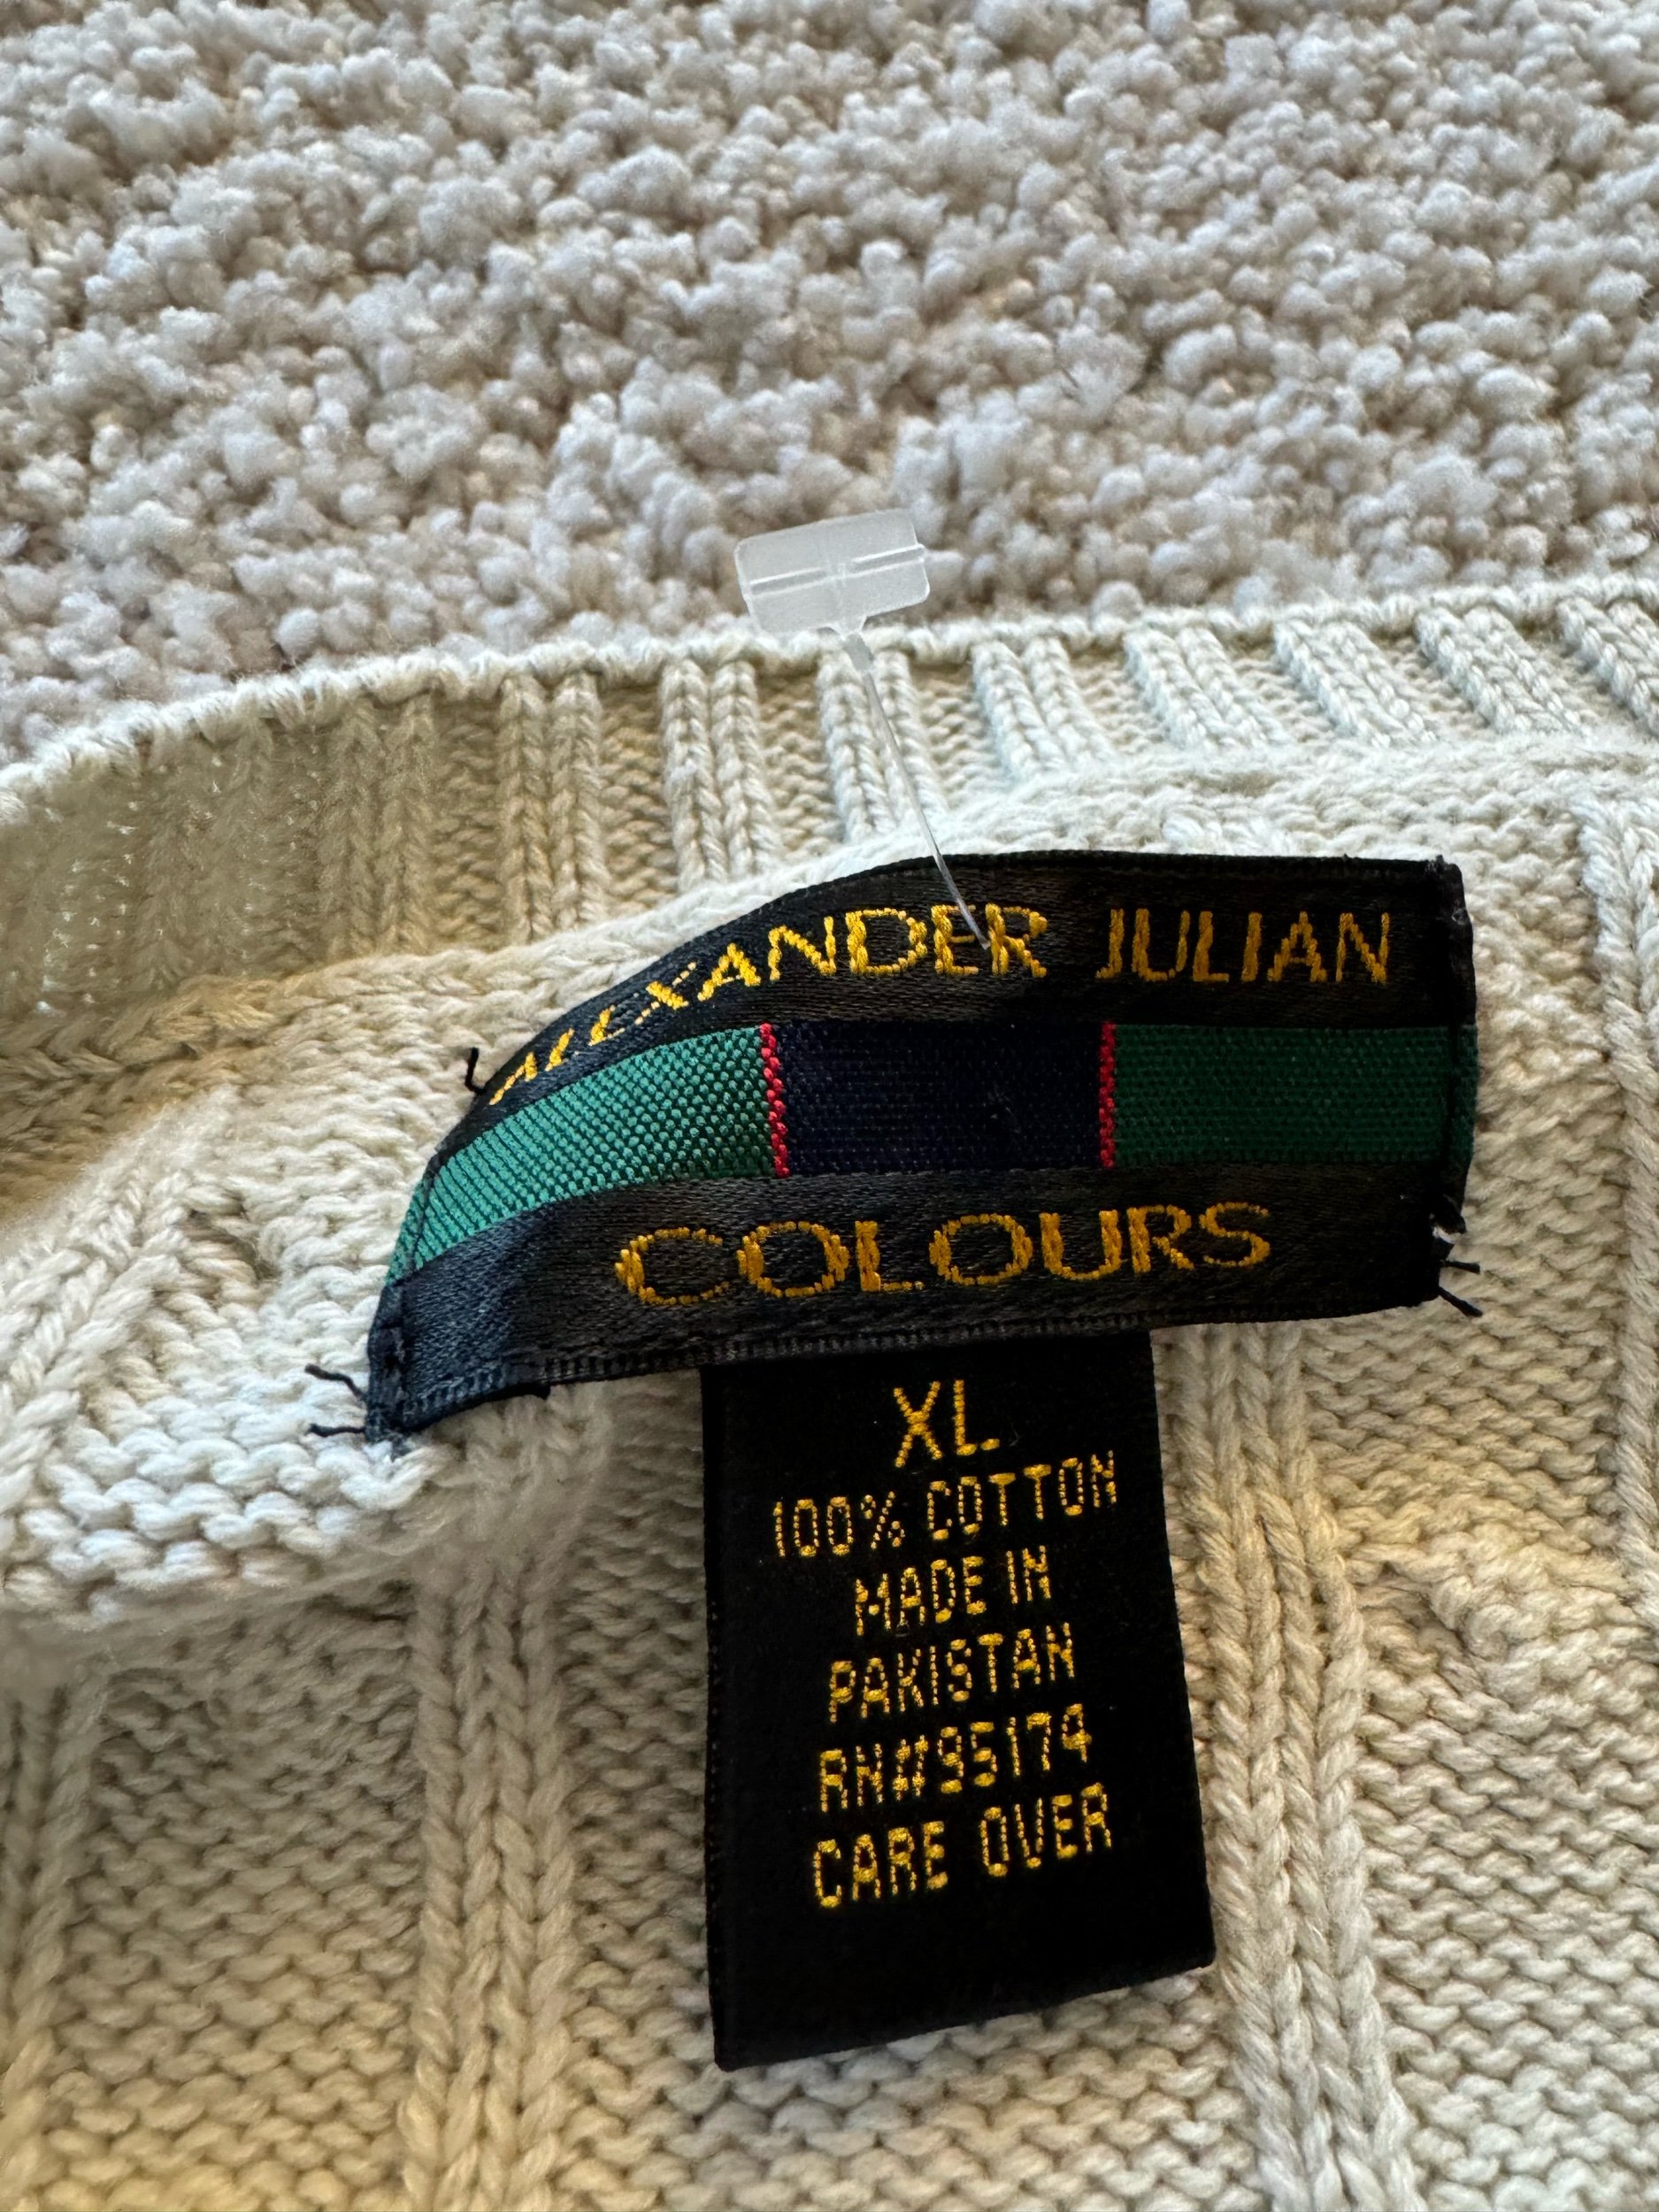 ALEXANDER JULIAN
COLOURS
XL
100% COTTON
MADE IN
PAKISTAN
RN#95174
CARE OVER